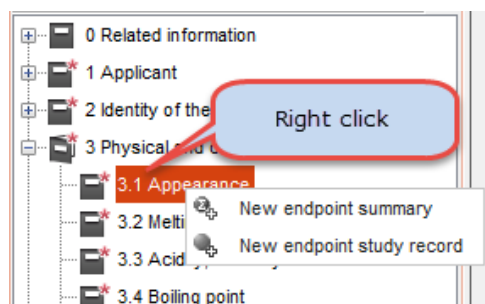 0 Related information
1 Applicant
2 Identity of the
Right click
3 Physical and
3.1 Appearance
New endpoint summary
3.2 Melti
New endpoint study record
3.3 Acid
3.4 Boiling point